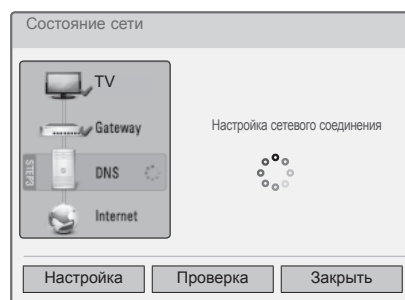 Состояние сети
TV
Gateway
Настройка сетевого соединения
STEP3
DNS
Internet
Настройка
Проверка
Закрыть